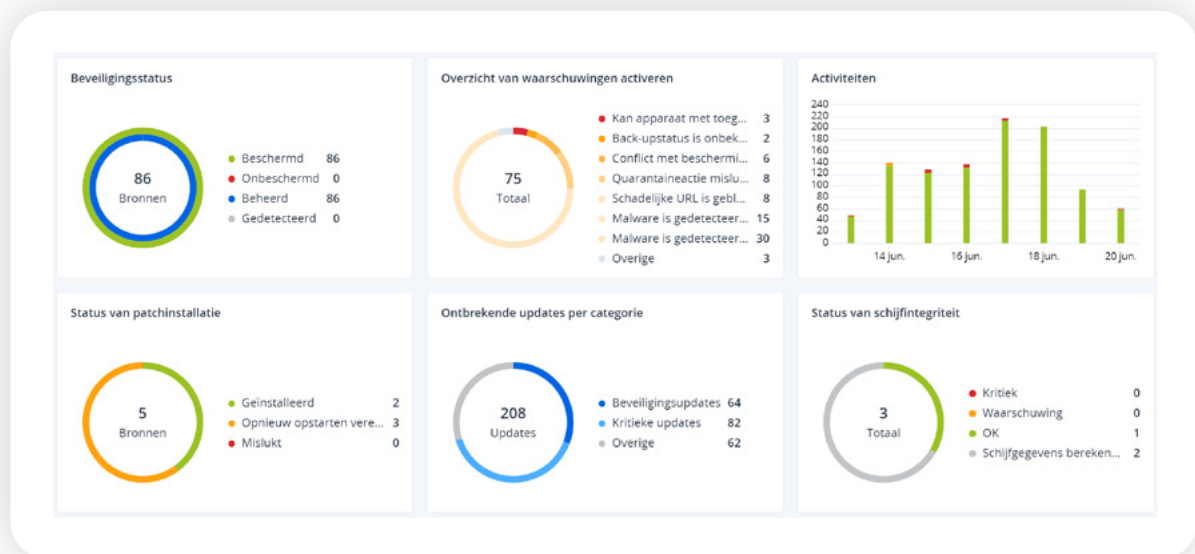 Beveiligingsstatus
86
Bronnen
Beschermd 86
Onbeschermd 0
Beheerd 86
Gedetecteerd 0
Overzicht van waarschuwingen activeren
75
Totaal
Kan apparaat met toeg... 3
Back-upstatus is onbek... 2
Conflict met beschermi... 6
Quarantaineactie mislu... 8
Schadelijke URL is gebl... 8
Malware is gedetecteer... 15
Malware is gedetecteer... 30
Overige 3
Activiteiten
240
220
200
180
160
140
120
100
80
60
40
20
0
14 jun. 16 jun. 18 jun. 20 jun.
Status van patchinstallatie
5
Bronnen
Geïnstalleerd 2
Opnieuw opstarten vere... 3
Mislukt 0
Ontbrekende updates per categorie
208
Updates
Beveiligingsupdates 64
Kritieke updates 82
Overige 62
Status van schijfintegriteit
3
Totaal
Kritiek 0
Waarschuwing 0
OK 1
Schijfgegevens bereken... 2